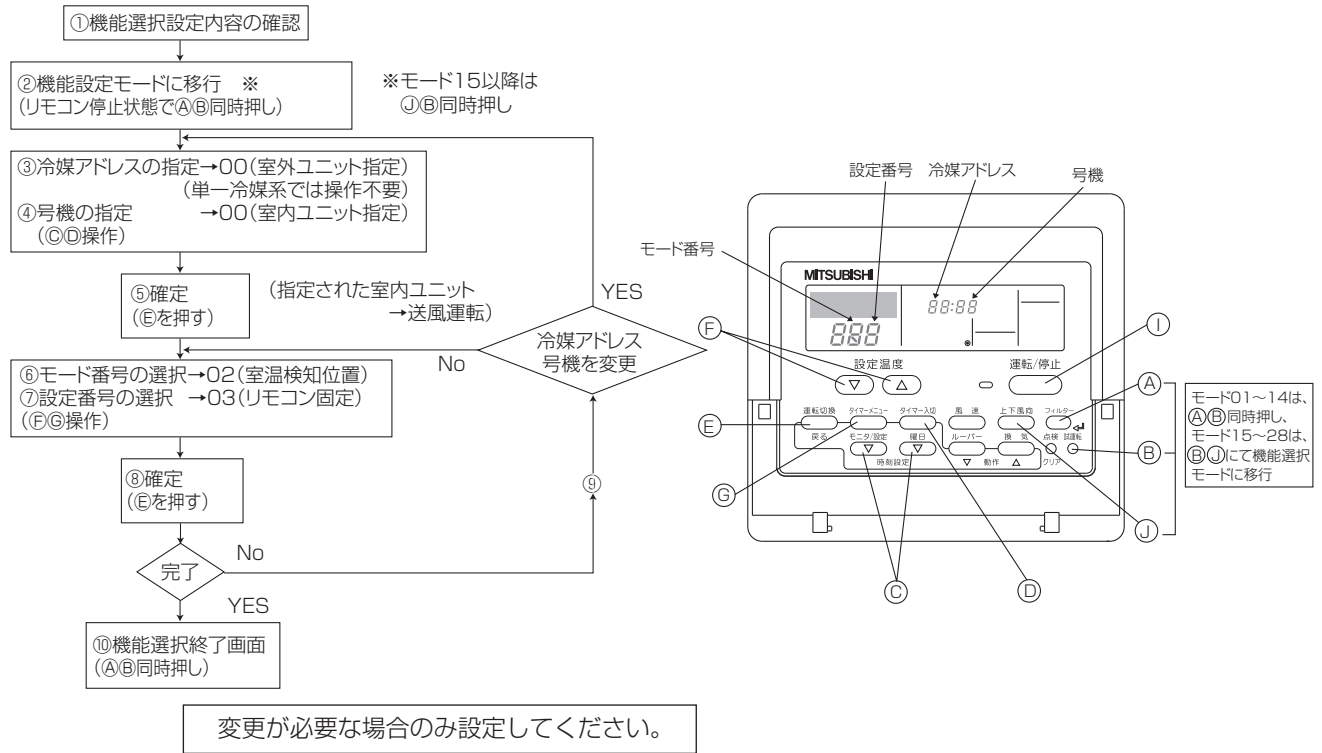 ①機能選択設定内容の確認
②機能設定モードに移行　※
(リモコン停止状態でⒶⒷ同時押し)
※モード15以降は
ⒿⒷ同時押し
③冷媒アドレスの指定→00(室外ユニット指定)
(単一冷媒系では操作不要)
④号機の指定　→00(室内ユニット指定)
(ⒸⒹ操作)
⑤確定
(Ⓔを押す)
(指定された室内ユニット
→送風運転)
YES
冷媒アドレス
号機を変更
No
⑥モード番号の選択→02(室温検知位置)
⑦設定番号の選択　→03(リモコン固定)
(ⒻⒼ操作)
⑧確定
(Ⓔを押す)
⑨
No
完了
YES
⑩機能選択終了画面
(ⒶⒷ同時押し)
変更が必要な場合のみ設定してください。
設定番号　冷媒アドレス　号機
モード番号
MITSUBISHI
88:88
888
設定温度　運転/停止
▽　△
運転切換　タイマーメニュー　タイマー入切　風 速　上下風向　フィルター
戻る　モニタ/設定　曜日　ルーバー　換 気　点検　試運転
▽　▽
時刻設定　▽　動作　△　クリア
Ⓕ
Ⓔ
Ⓖ
Ⓒ
Ⓓ
Ⓘ
Ⓐ
Ⓑ
Ⓙ
モード01～14は、
ⒶⒷ同時押し、
モード15～28は、
ⒷⒿにて機能選択
モードに移行